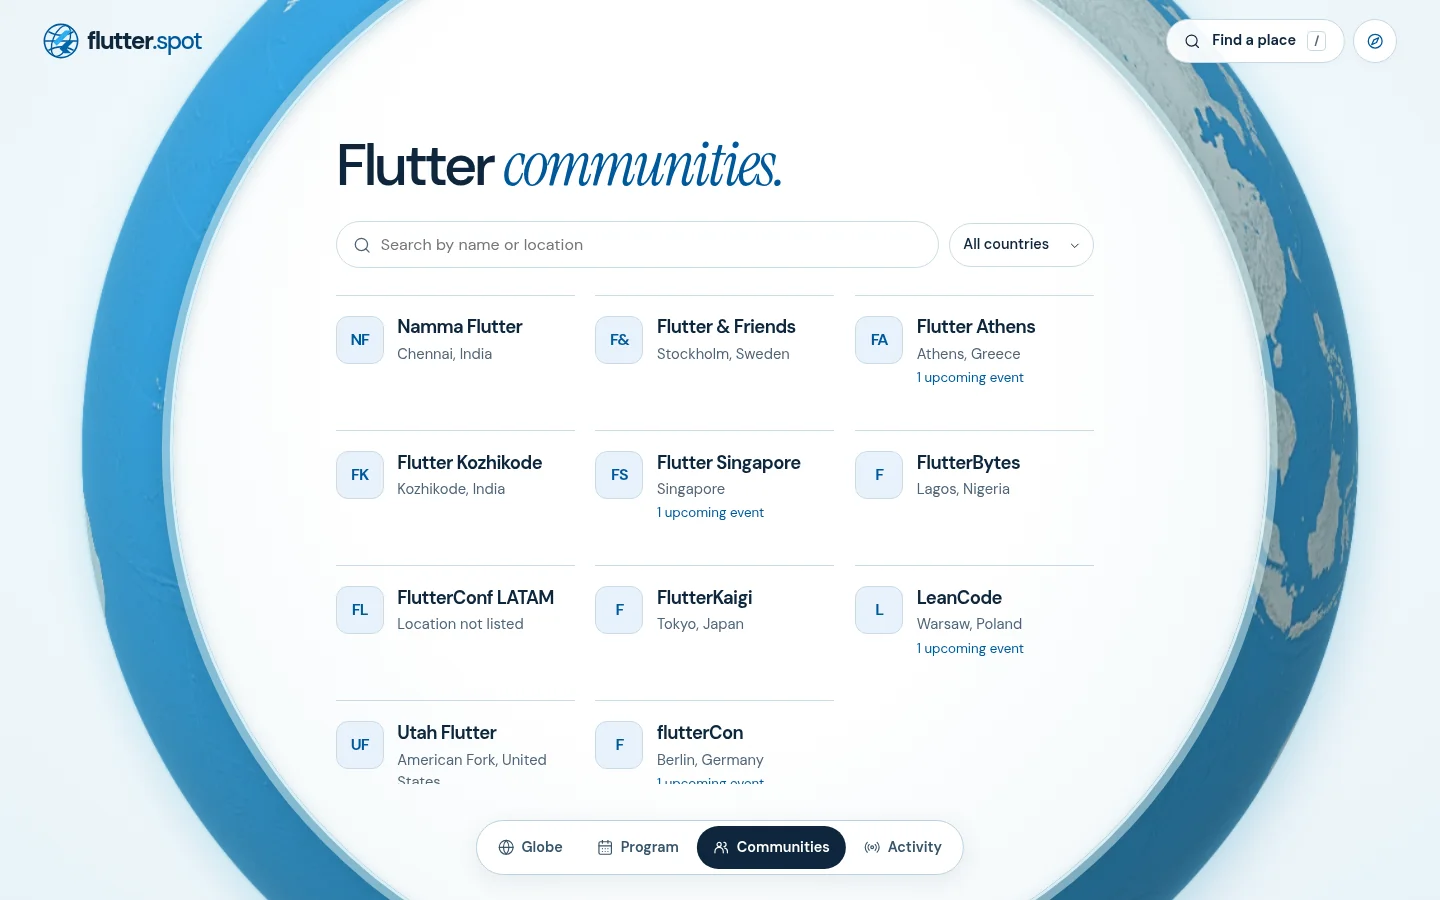 flutter.spot
Find a place /
Flutter communities.
Search by name or location
All countries
NF
Namma Flutter
Chennai, India
F&
Flutter & Friends
Stockholm, Sweden
FA
Flutter Athens
Athens, Greece
1 upcoming event
FK
Flutter Kozhikode
Kozhikode, India
FS
Flutter Singapore
Singapore
1 upcoming event
F
FlutterBytes
Lagos, Nigeria
FL
FlutterConf LATAM
Location not listed
F
FlutterKaigi
Tokyo, Japan
L
LeanCode
Warsaw, Poland
1 upcoming event
UF
Utah Flutter
American Fork, United
States
F
flutterCon
Berlin, Germany
1 upcoming event
Globe
Program
Communities
Activity